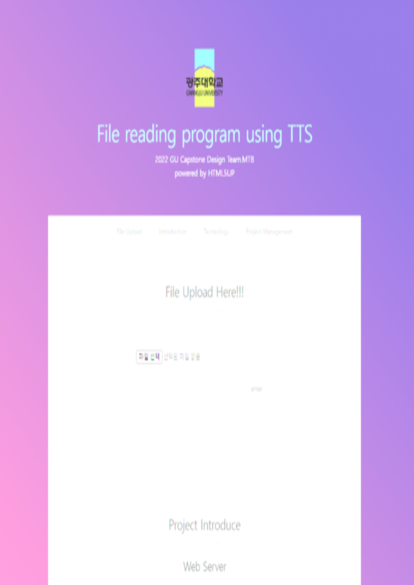 광주대학교
GWANGJU UNIVERSITY
File reading program using TTS
2022 GU Capstone Design Team.MTB
powered by HTML5UP
File upload Introduction Technology Project Management
File Upload Here!!!
파일 선택 선택된 파일 없음
enter
Project Introduce
Web Server